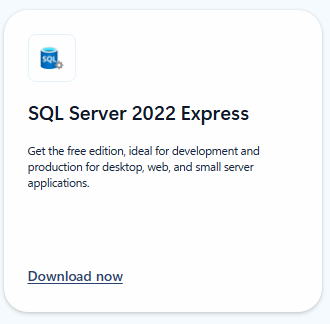 SQL
SQL Server 2022 Express
Get the free edition, ideal for development and
production for desktop, web, and small server
applications.
Download now